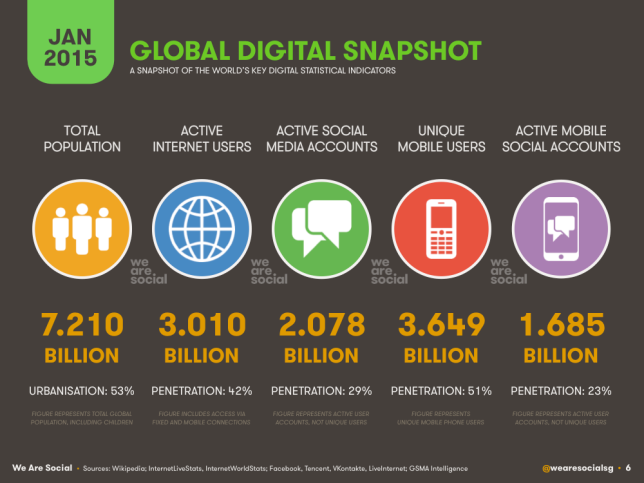 JAN
2015
GLOBAL DIGITAL SNAPSHOT
A SNAPSHOT OF THE WORLD'S KEY DIGITAL STATISTICAL INDICATORS
TOTAL
POPULATION
ACTIVE
INTERNET USERS
ACTIVE SOCIAL
MEDIA ACCOUNTS
UNIQUE
MOBILE USERS
ACTIVE MOBILE
SOCIAL ACCOUNTS
we
are
social
we
are
social
we
are
social
we
are
social
7.210
BILLION
3.010
BILLION
2.078
BILLION
3.649
BILLION
1.685
BILLION
URBANISATION: 53%
PENETRATION: 42%
PENETRATION: 29%
PENETRATION: 51%
PENETRATION: 23%
FIGURE REPRESENTS TOTAL GLOBAL
POPULATION, INCLUDING CHILDREN
FIGURE INCLUDES ACCESS VIA
FIXED AND MOBILE CONNECTIONS
FIGURE REPRESENTS ACTIVE USER
ACCOUNTS, NOT UNIQUE USERS
FIGURE REPRESENTS
UNIQUE MOBILE PHONE USERS
FIGURE REPRESENTS ACTIVE USER
ACCOUNTS, NOT UNIQUE USERS
We Are Social • Sources: Wikipedia; InternetLiveStats, InternetWorldStats; Facebook, Tencent, VKontakte, LiveInternet; GSMA Intelligence
@wearesocialsg • 6